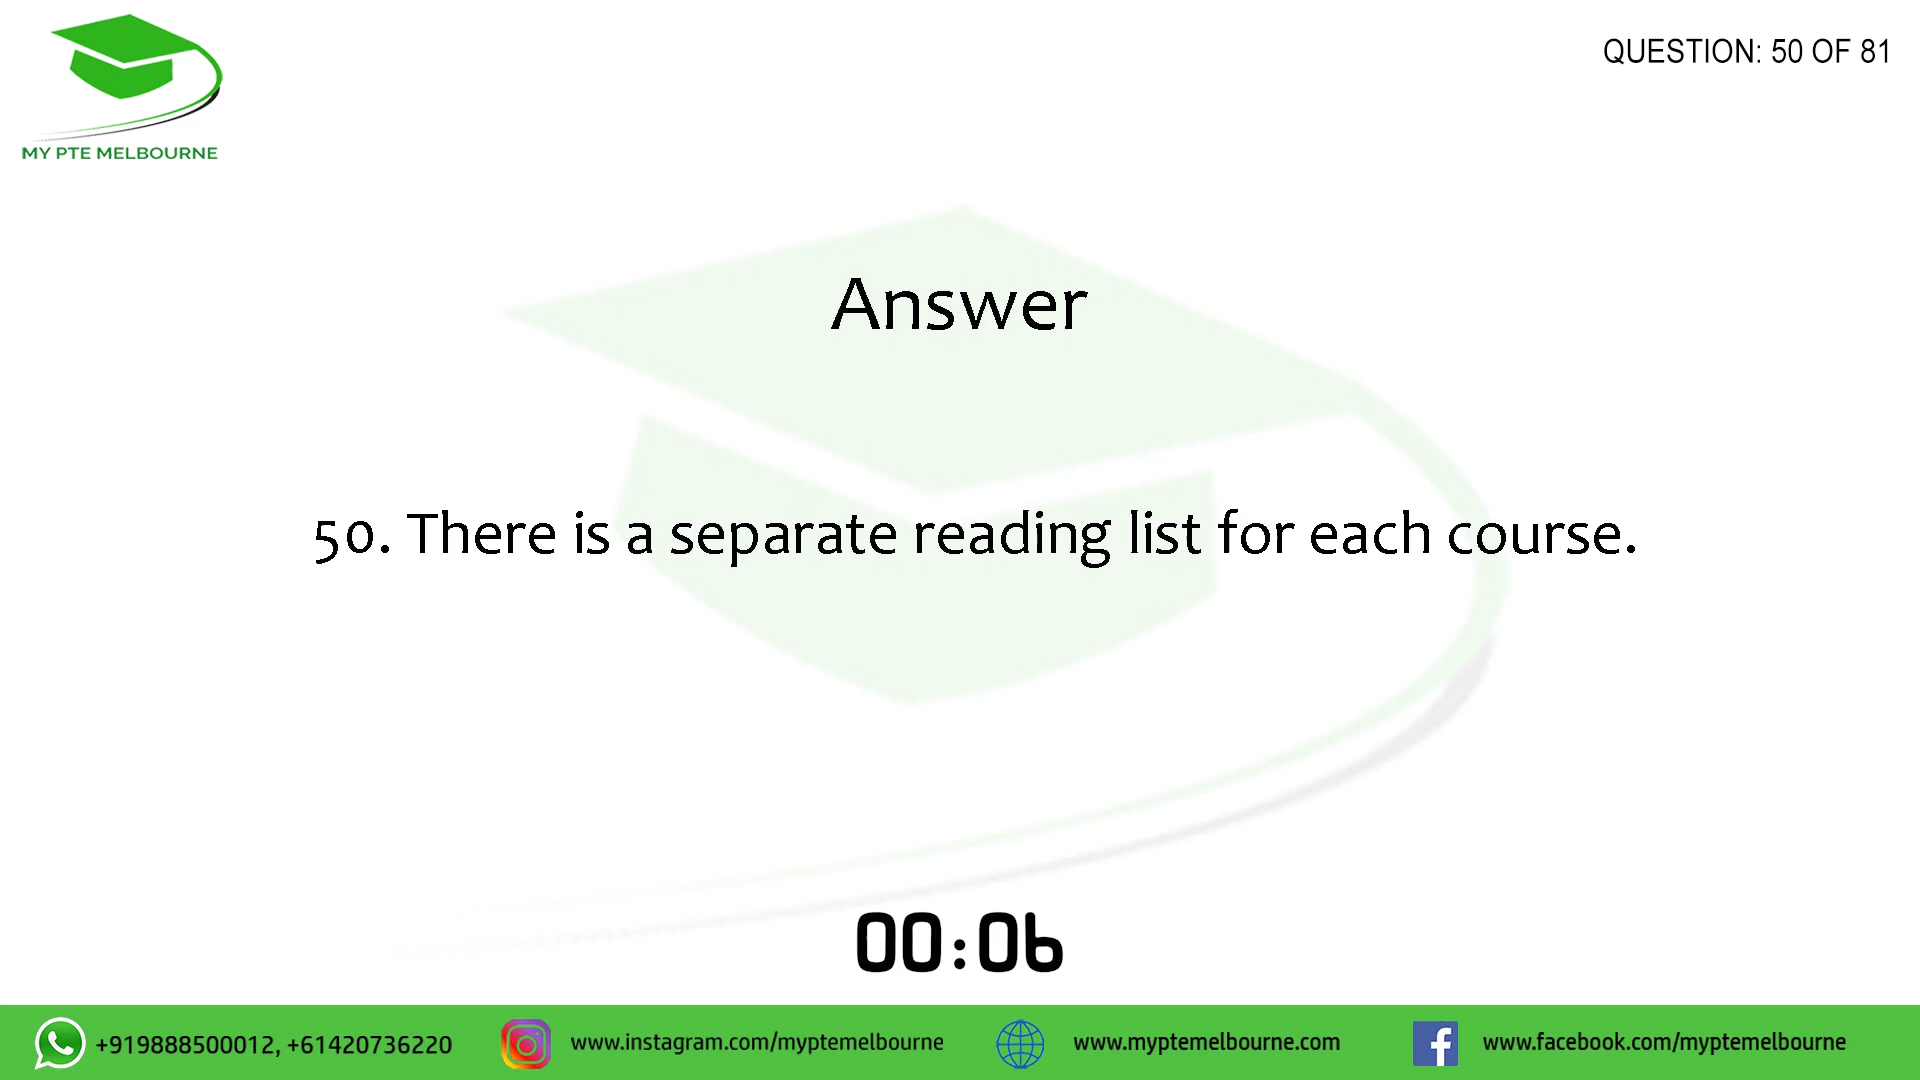 QUESTION: 50 OF 81
MY PTE MELBOURNE
Answer
50. There is a separate reading list for each course.
00:06
+919888500012, +61420736220 www.instagram.com/myptemelbourne www.myptemelbourne.com www.facebook.com/myptemelbourne